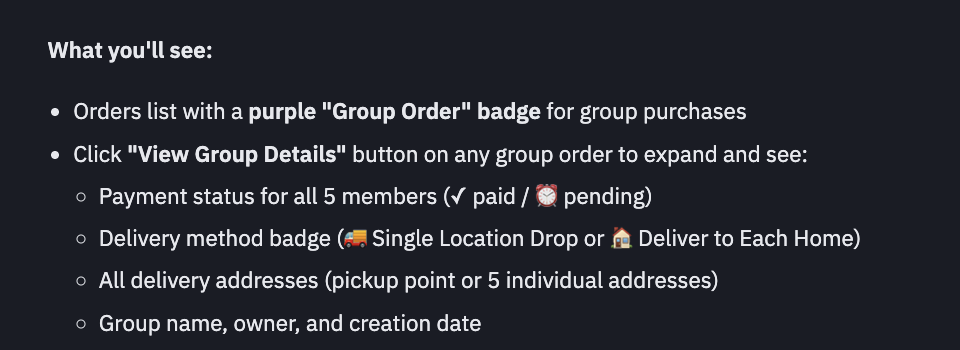 What you'll see:
• Orders list with a purple "Group Order" badge for group purchases
• Click "View Group Details" button on any group order to expand and see:
○ Payment status for all 5 members (✓ paid / ⏰ pending)
○ Delivery method badge (🚚 Single Location Drop or 🏠 Deliver to Each Home)
○ All delivery addresses (pickup point or 5 individual addresses)
○ Group name, owner, and creation date